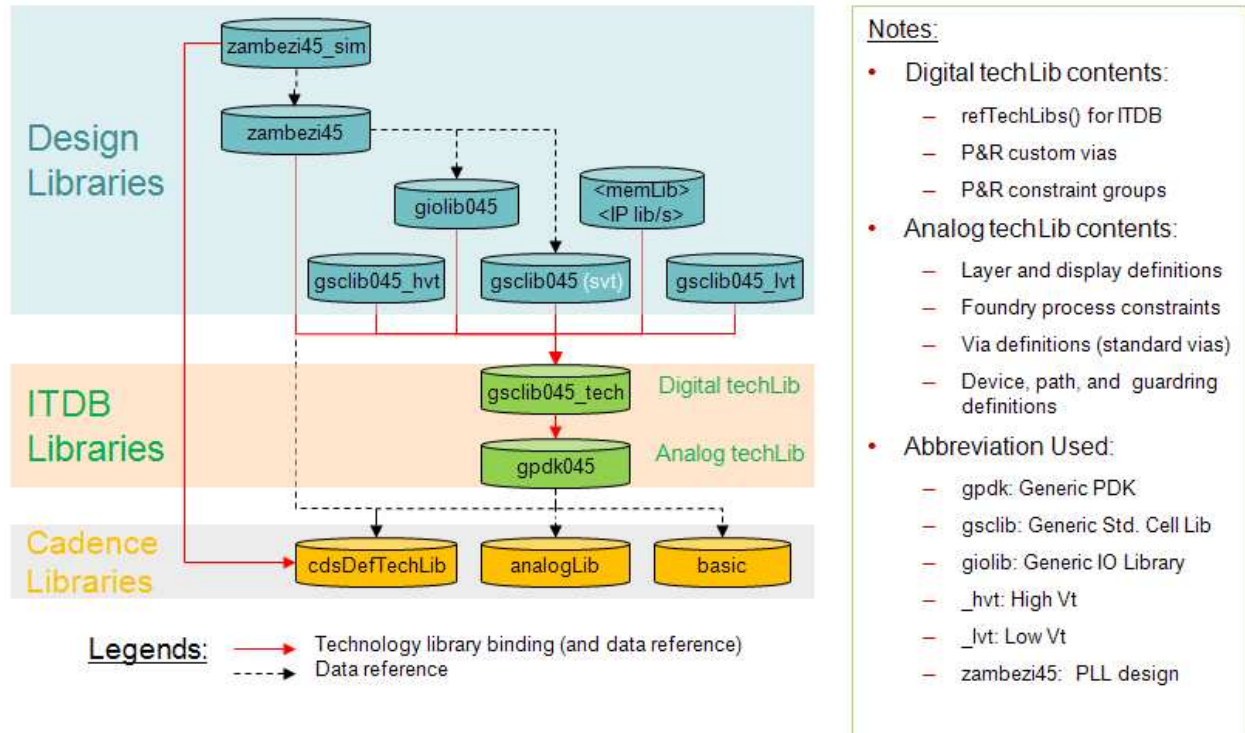 zambezi45_sim
zambezi45
Design
Libraries
giolib045
<memLib>
<IP lib/s>
gsclib045_hvt
gsclib045 (svt)
gsclib045_lvt
ITDB
Libraries
gsclib045_tech
Digital techLib
gpdk045
Analog techLib
Cadence
Libraries
cdsDefTechLib
analogLib
basic
Legends:
Technology library binding (and data reference)
Data reference
Notes:
• Digital techLib contents:
– refTechLibs() for ITDB
– P&R custom vias
– P&R constraint groups
• Analog techLib contents:
– Layer and display definitions
– Foundry process constraints
– Via definitions (standard vias)
– Device, path, and guardring
definitions
• Abbreviation Used:
– gpdk: Generic PDK
– gsclib: Generic Std. Cell Lib
– giolib: Generic IO Library
– _hvt: High Vt
– _lvt: Low Vt
– zambezi45: PLL design